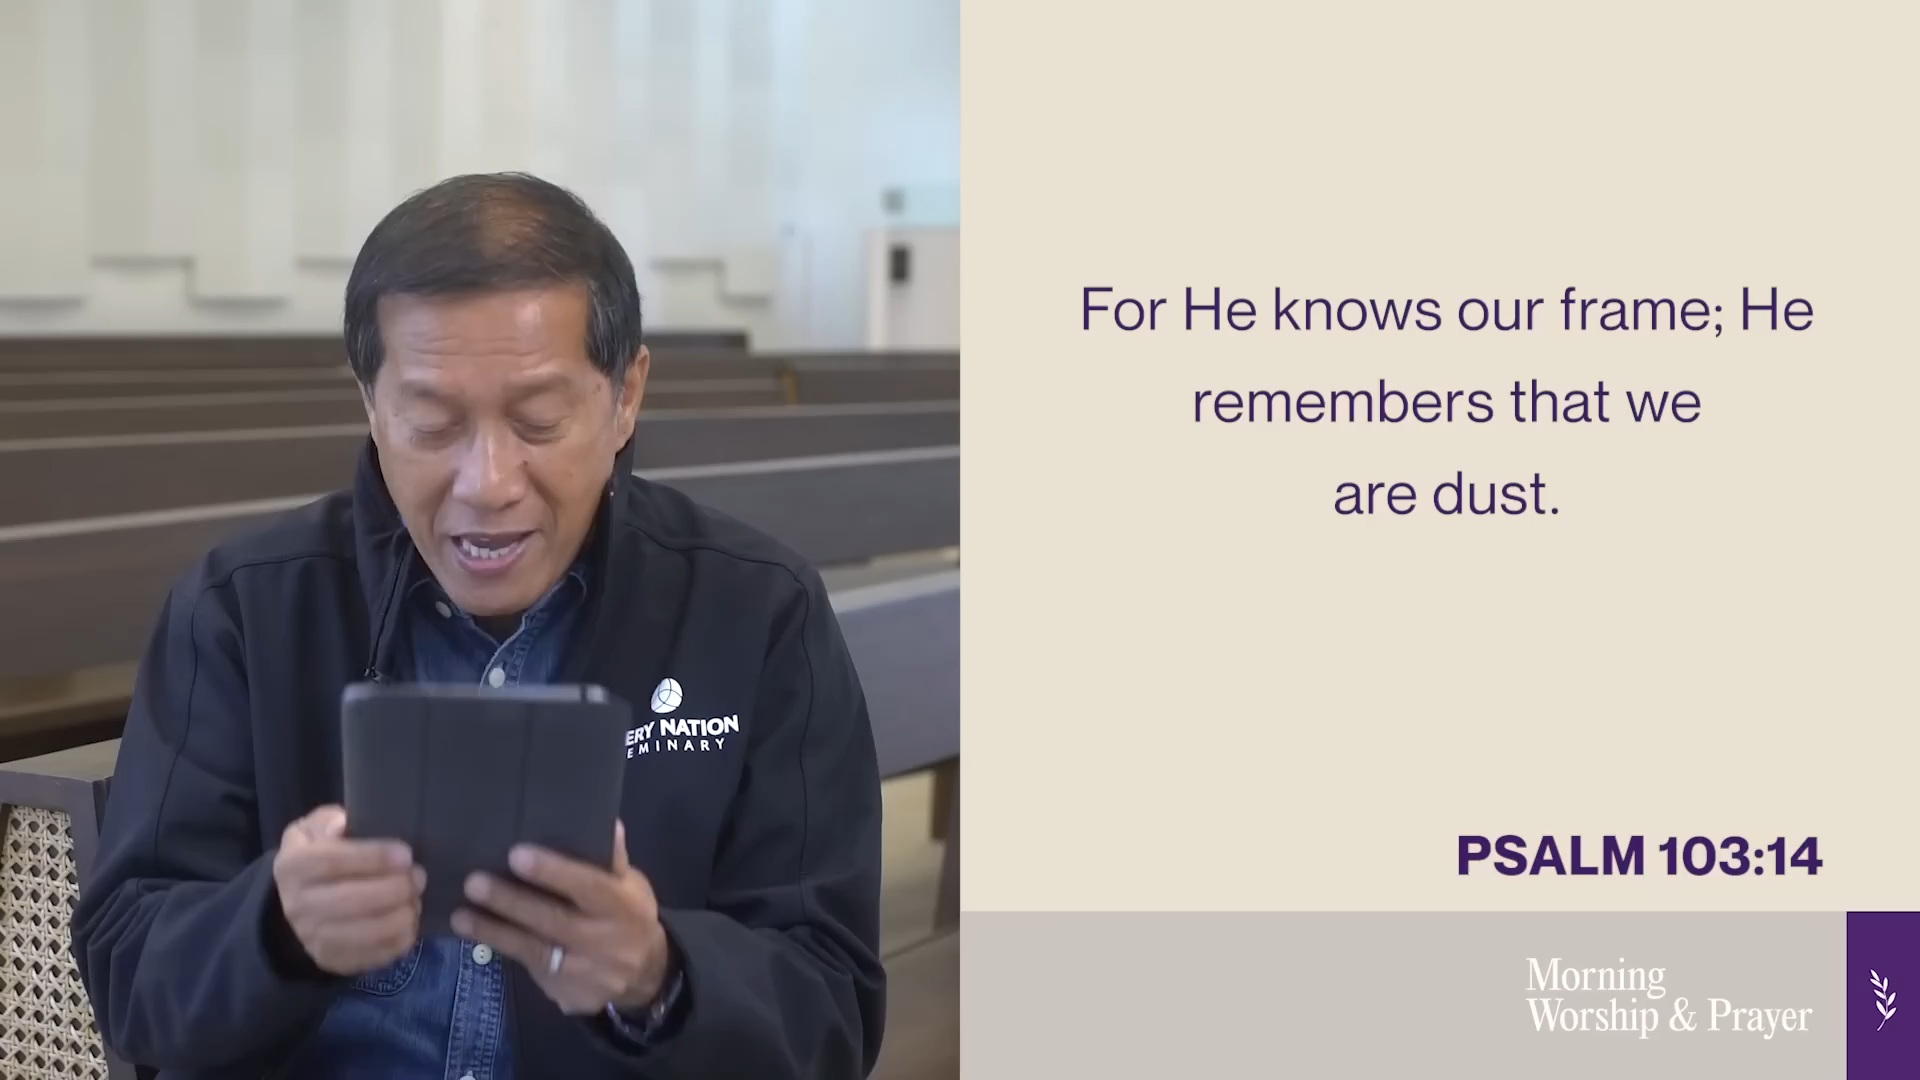 ERY NATION
EMINARY
For He knows our frame; He
remembers that we
are dust.
PSALM 103:14
Morning
Worship & Prayer